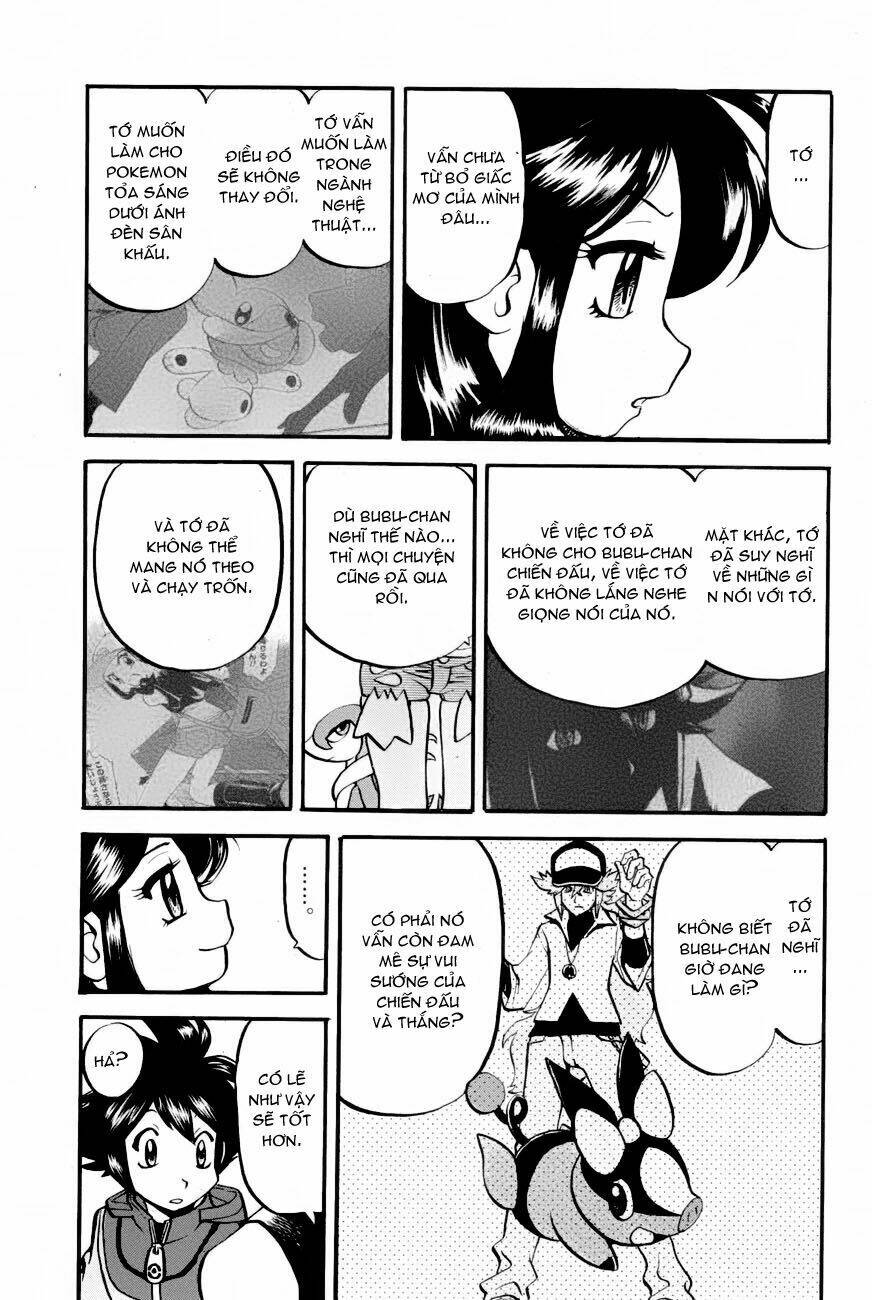 TỚ
...
VẪN CHƯA
TỪ BỎ GIẤC
MƠ CỦA MÌNH
ĐÂU...
TỚ VẪN
MUỐN LÀM
TRONG
NGÀNH
NGHỆ
THUẬT...
ĐIỀU ĐÓ
SẼ KHÔNG
THAY ĐỔI.
TỚ MUỐN
LÀM CHO
POKEMON
TỎA SÁNG
DƯỚI ÁNH
ĐÈN SÂN
KHẤU.
MẶT KHÁC, TỚ
ĐÃ SUY NGHĨ
VỀ NHỮNG GÌ
N NÓI VỚI TỚ.
VỀ VIỆC TỚ ĐÃ
KHÔNG CHO BUBU-CHAN
CHIẾN ĐẤU, VỀ VIỆC TỚ
ĐÃ KHÔNG LẮNG NGHE
GIỌNG NÓI CỦA NÓ.
DÙ BUBU-CHAN
NGHĨ THẾ NÀO...
THÌ MỌI CHUYỆN
CŨNG ĐÃ QUA
RỒI.
VÀ TỚ ĐÃ
KHÔNG THỂ
MANG NÓ THEO
VÀ CHẠY TRỐN.
TỚ
ĐÃ
NGHĨ
...
KHÔNG BIẾT
BUBU-CHAN
GIỜ ĐANG
LÀM GÌ?
CÓ PHẢI NÓ
VẪN CÒN ĐAM
MÊ SỰ VUI
SƯỚNG CỦA
CHIẾN ĐẤU
VÀ THẮNG?
......。
CÓ LẼ
NHƯ VẬY
SẼ TỐT
HƠN.
HẢ?